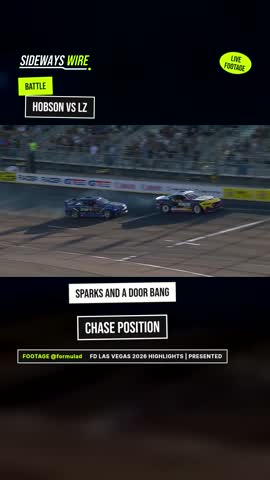 SIDEWAYS WIRE.
LIVE
FOOTAGE
BATTLE
HOBSON VS LZ
SPARKS AND A DOOR BANG
CHASE POSITION
FOOTAGE @formulad FD LAS VEGAS 2026 HIGHLIGHTS | PRESENTED